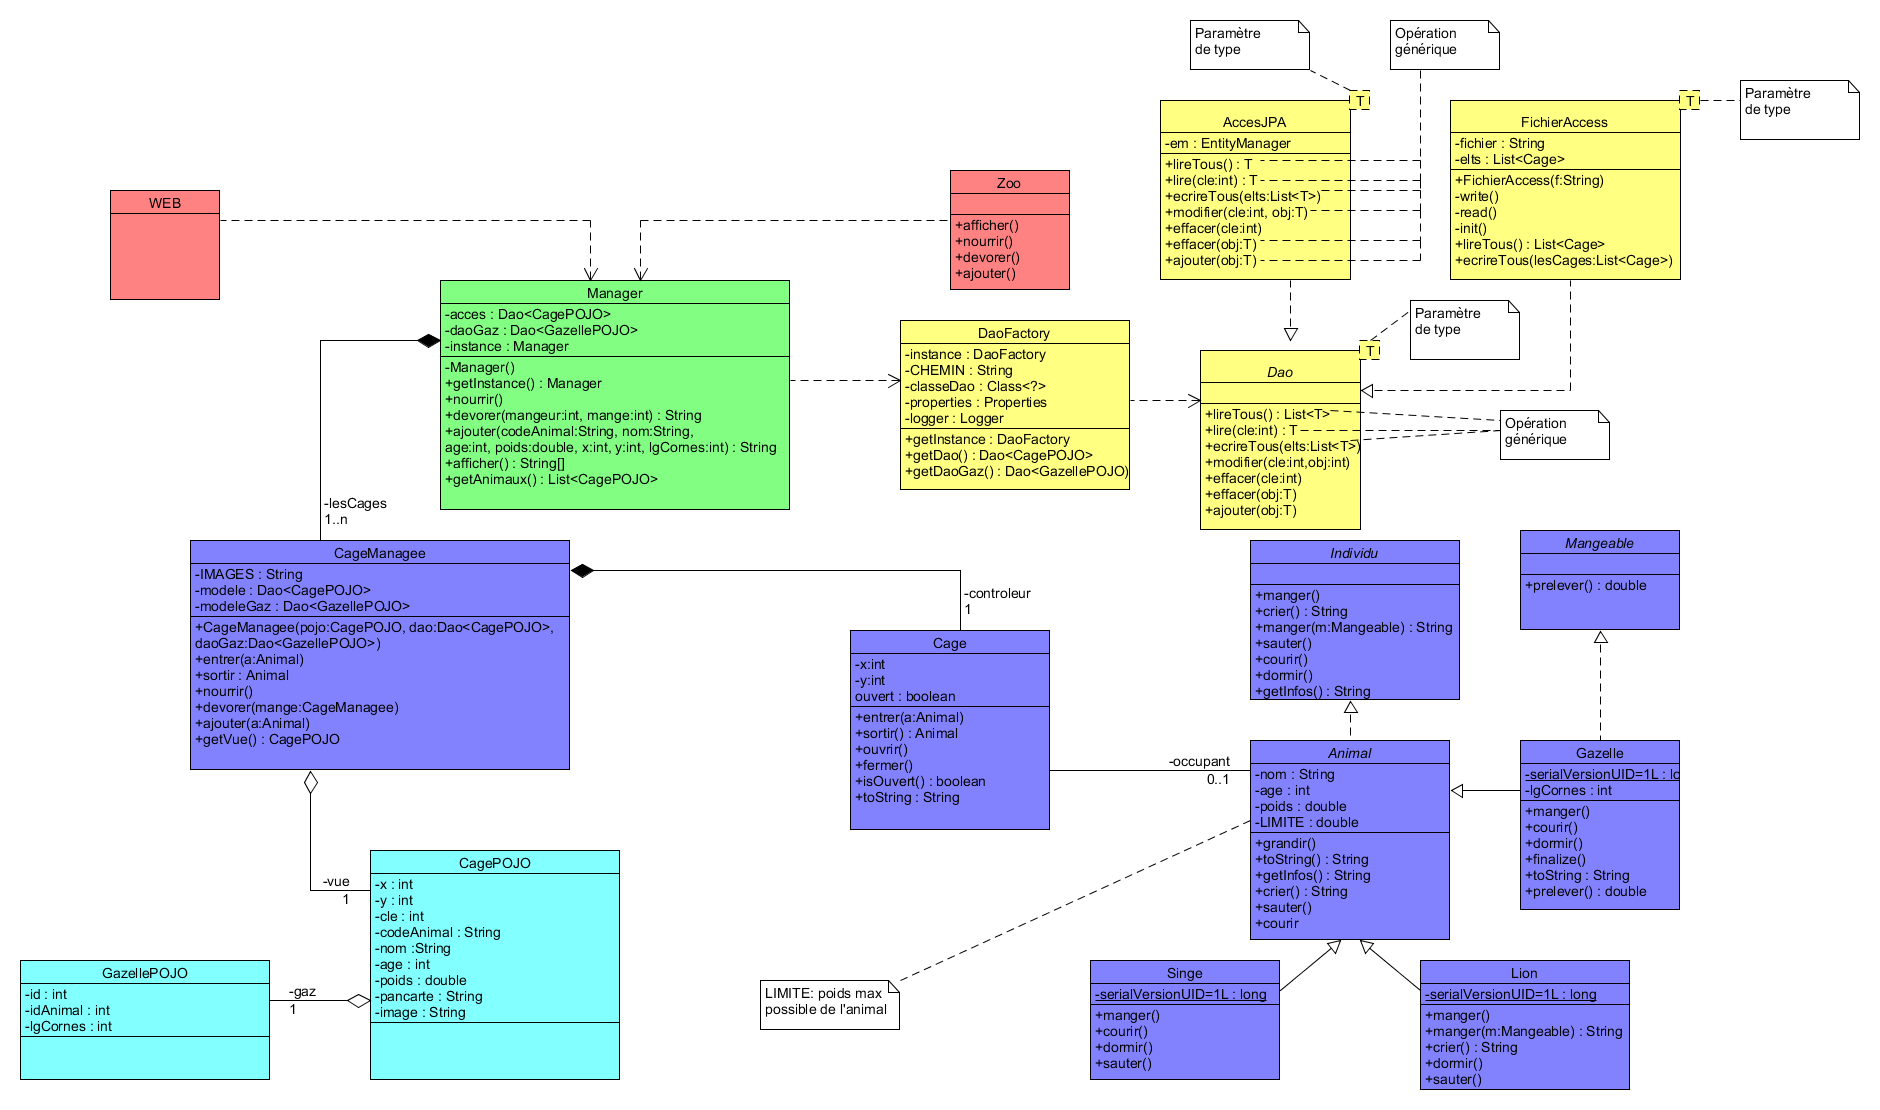 Paramètre
de type
Opération
générique
Paramètre
de type
T
AccesJPA
-em : EntityManager
+lireTous() : T
+lire(cle:int) : T
+ecrireTous(elts:List<T>)
+modifier(cle:int, obj:T)
+effacer(cle:int)
+effacer(obj:T)
+ajouter(obj:T)
T
FichierAccess
-fichier : String
-elts : List<Cage>
+FichierAccess(f:String)
-write()
-read()
-init()
+lireTous() : List<Cage>
+ecrireTous(lesCages:List<Cage>)
WEB
Zoo
+afficher()
+nourrir()
+devorer()
+ajouter()
Manager
-acces : Dao<CagePOJO>
-daoGaz : Dao<GazellePOJO>
-instance : Manager
-Manager()
+getInstance() : Manager
+nourrir()
+devorer(mangeur:int, mange:int) : String
+ajouter(codeAnimal:String, nom:String,
age:int, poids:double, x:int, y:int, lgCornes:int) : String
+afficher() : String[]
+getAnimaux() : List<CagePOJO>
DaoFactory
-instance : DaoFactory
-CHEMIN : String
-classeDao : Class<?>
-properties : Properties
-logger : Logger
+getInstance : DaoFactory
+getDao() : Dao<CagePOJO>
+getDaoGaz() : Dao<GazellePOJO)
Paramètre
de type
T
Dao
+lireTous() : List<T>
+lire(cle:int) : T
+ecrireTous(elts:List<T>)
+modifier(cle:int,obj:int)
+effacer(cle:int)
+effacer(obj:T)
+ajouter(obj:T)
Opération
générique
-lesCages
1..n
CageManagee
-IMAGES : String
-modele : Dao<CagePOJO>
-modeleGaz : Dao<GazellePOJO>
+CageManagee(pojo:CagePOJO, dao:Dao<CagePOJO>,
daoGaz:Dao<GazellePOJO>)
+entrer(a:Animal)
+sortir : Animal
+nourrir()
+devorer(mange:CageManagee)
+ajouter(a:Animal)
+getVue() : CagePOJO
-controleur
1
Cage
-x:int
-y:int
ouvert : boolean
+entrer(a:Animal)
+sortir() : Animal
+ouvrir()
+fermer()
+isOuvert() : boolean
+toString : String
Individu
+manger()
+crier() : String
+manger(m:Mangeable) : String
+sauter()
+courir()
+dormir()
+getInfos() : String
Mangeable
+prelever() : double
-occupant
0..1
Animal
-nom : String
-age : int
-poids : double
-LIMITE : double
+grandir()
+toString() : String
+getInfos() : String
+crier() : String
+sauter()
+courir
Gazelle
-serialVersionUID=1L : lo
-lgCornes : int
+manger()
+courir()
+dormir()
+finalize()
+toString : String
+prelever() : double
-vue
1
CagePOJO
-x : int
-y : int
-cle : int
-codeAnimal : String
-nom :String
-age : int
-poids : double
-pancarte : String
-image : String
GazellePOJO
-id : int
-idAnimal : int
-lgCornes : int
-gaz
1
LIMITE: poids max
possible de l'animal
Singe
-serialVersionUID=1L : long
+manger()
+courir()
+dormir()
+sauter()
Lion
-serialVersionUID=1L : long
+manger()
+manger(m:Mangeable) : String
+crier() : String
+dormir()
+sauter()